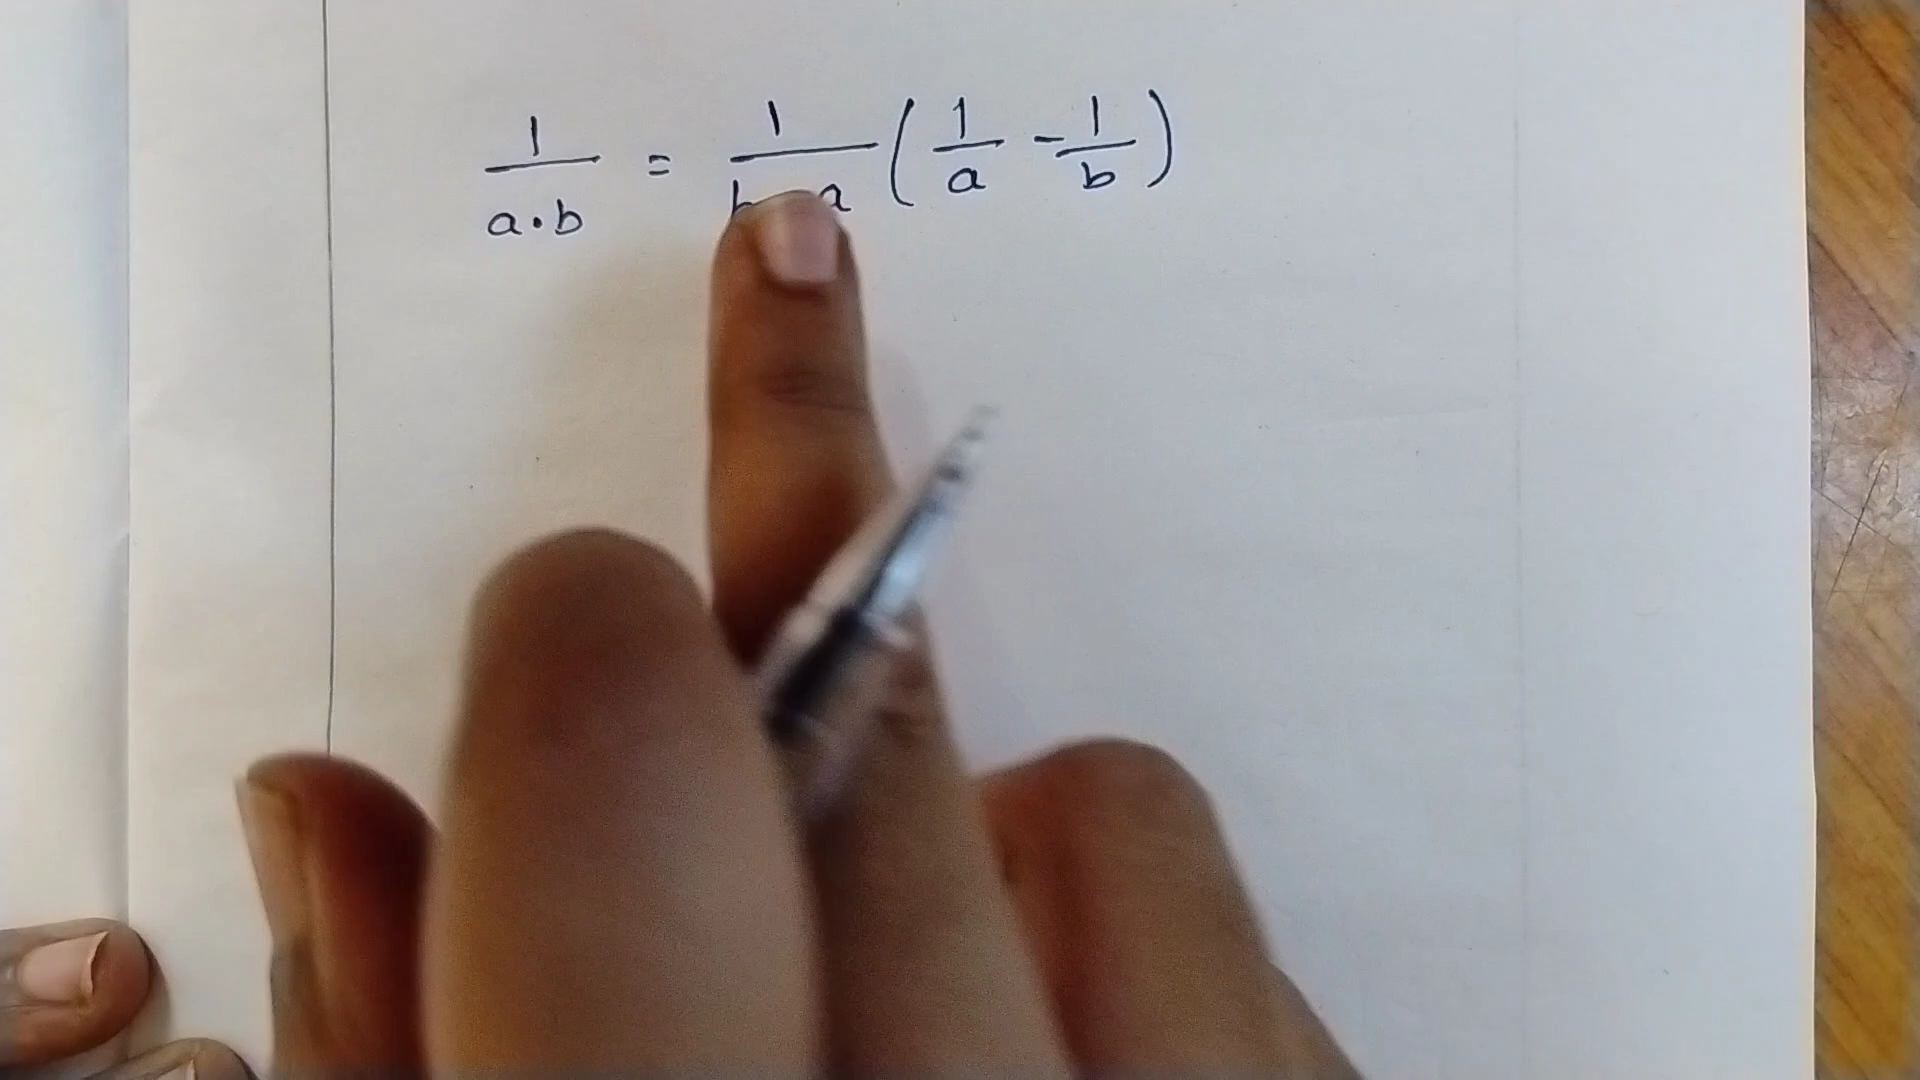 1/(a·b) = 1/(b a) (1/a - 1/b)